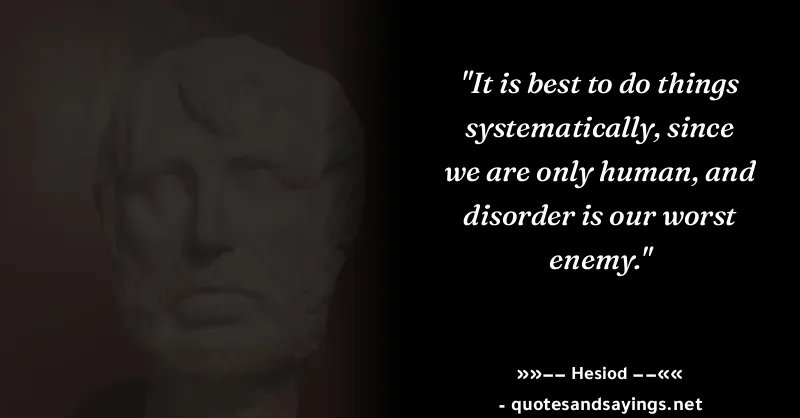 "It is best to do things
systematically, since
we are only human, and
disorder is our worst
enemy."
»»−− Hesiod −−««
- quotesandsayings.net